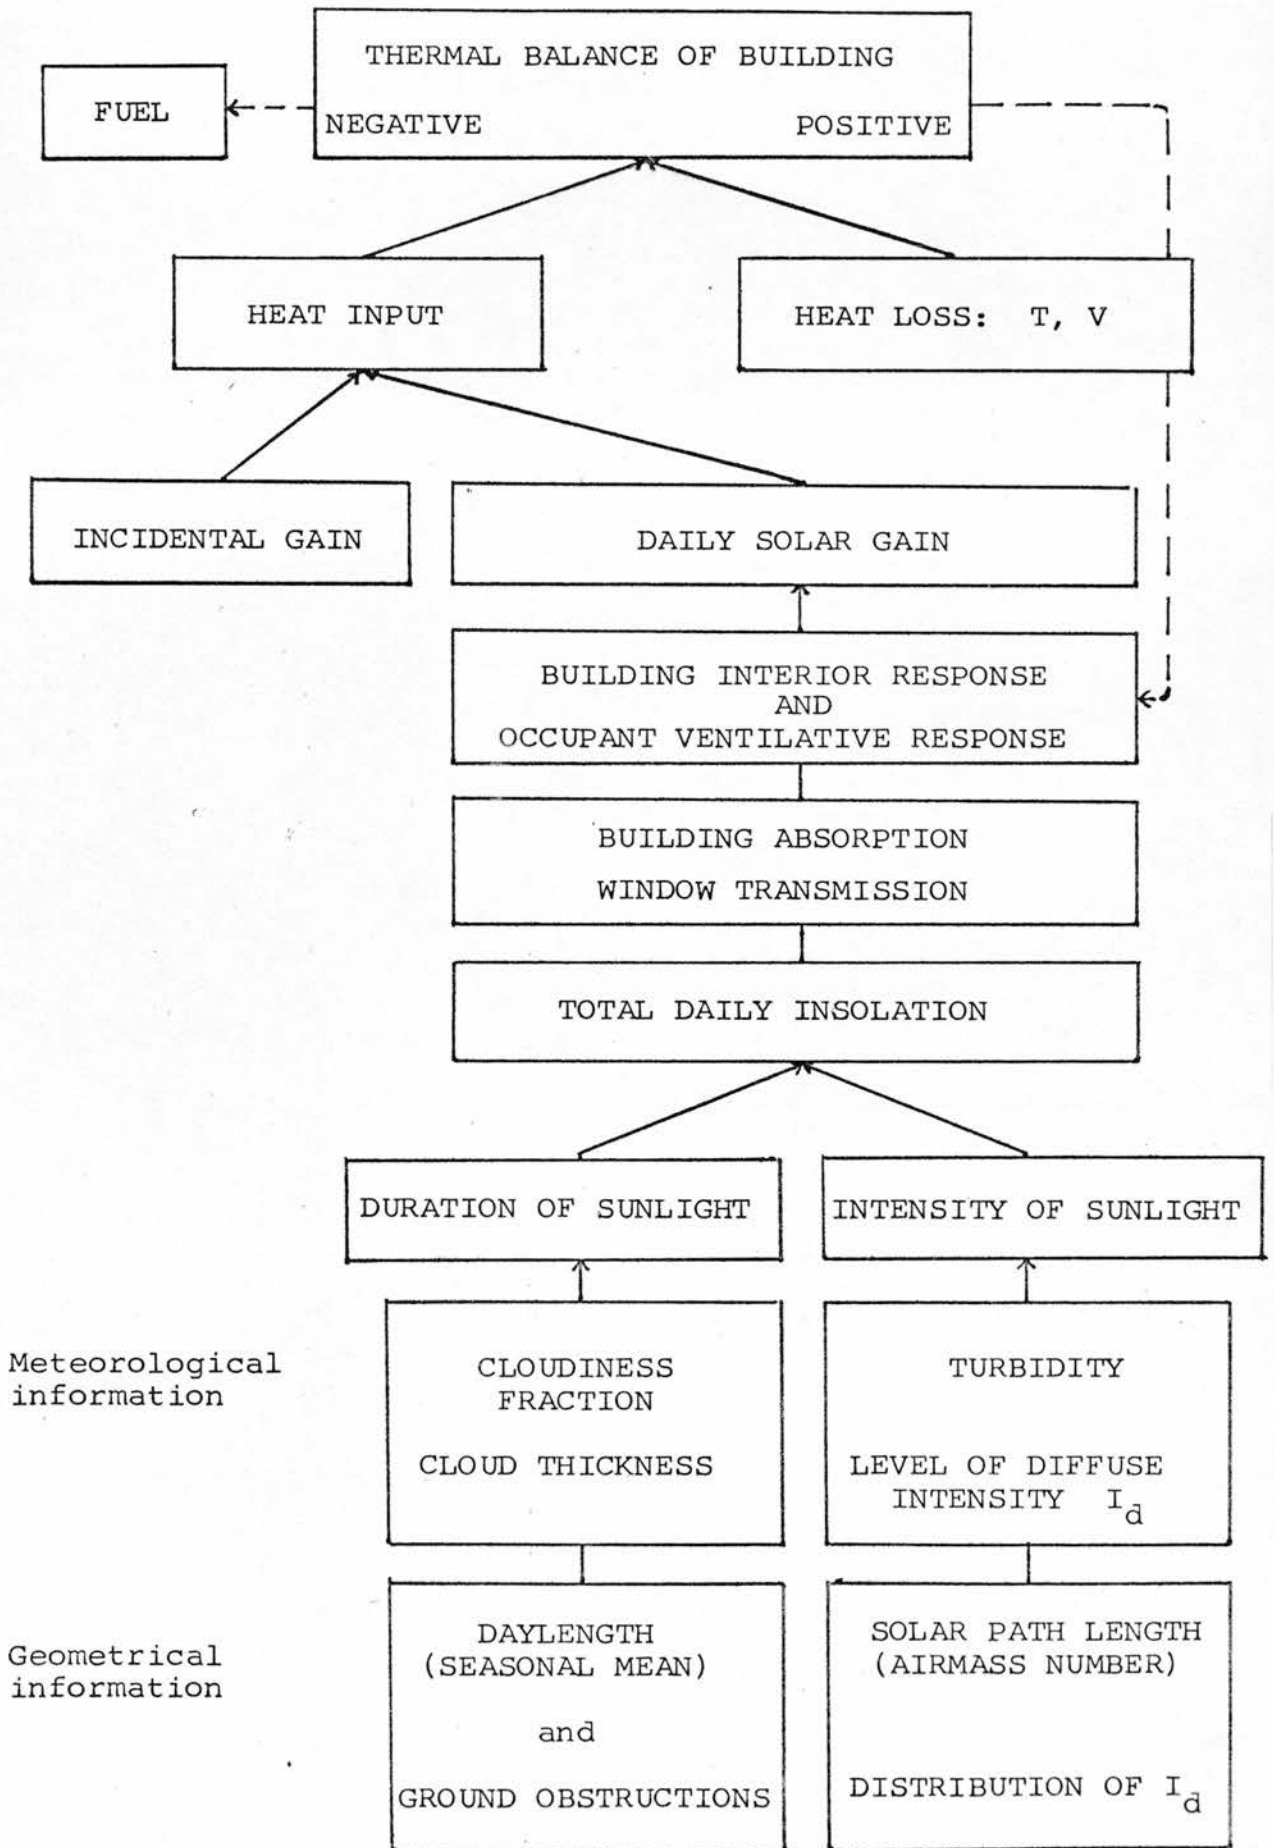 THERMAL BALANCE OF BUILDING
NEGATIVE POSITIVE
FUEL
HEAT INPUT
HEAT LOSS: T, V
INCIDENTAL GAIN
DAILY SOLAR GAIN
BUILDING INTERIOR RESPONSE
AND
OCCUPANT VENTILATIVE RESPONSE
BUILDING ABSORPTION
WINDOW TRANSMISSION
TOTAL DAILY INSOLATION
DURATION OF SUNLIGHT
INTENSITY OF SUNLIGHT
Meteorological
information
CLOUDINESS
FRACTION
CLOUD THICKNESS
TURBIDITY
LEVEL OF DIFFUSE
INTENSITY I_d
Geometrical
information
DAYLENGTH
(SEASONAL MEAN)
and
GROUND OBSTRUCTIONS
SOLAR PATH LENGTH
(AIRMASS NUMBER)
DISTRIBUTION OF I_d